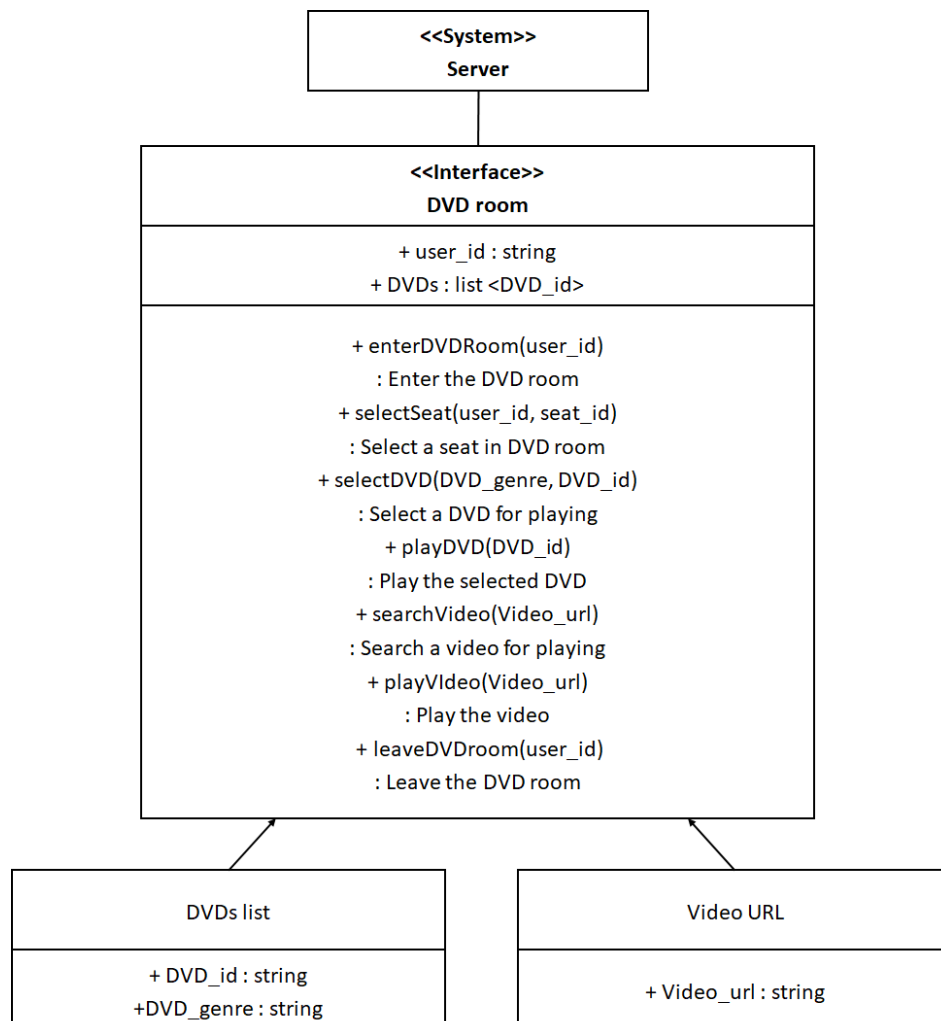 <<System>>
Server
<<Interface>>
DVD room
+ user_id : string
+ DVDs : list <DVD_id>
+ enterDVDRoom(user_id)
: Enter the DVD room
+ selectSeat(user_id, seat_id)
: Select a seat in DVD room
+ selectDVD(DVD_genre, DVD_id)
: Select a DVD for playing
+ playDVD(DVD_id)
: Play the selected DVD
+ searchVideo(Video_url)
: Search a video for playing
+ playVIdeo(Video_url)
: Play the video
+ leaveDVDroom(user_id)
: Leave the DVD room
DVDs list
+ DVD_id : string
+DVD_genre : string
Video URL
+ Video_url : string